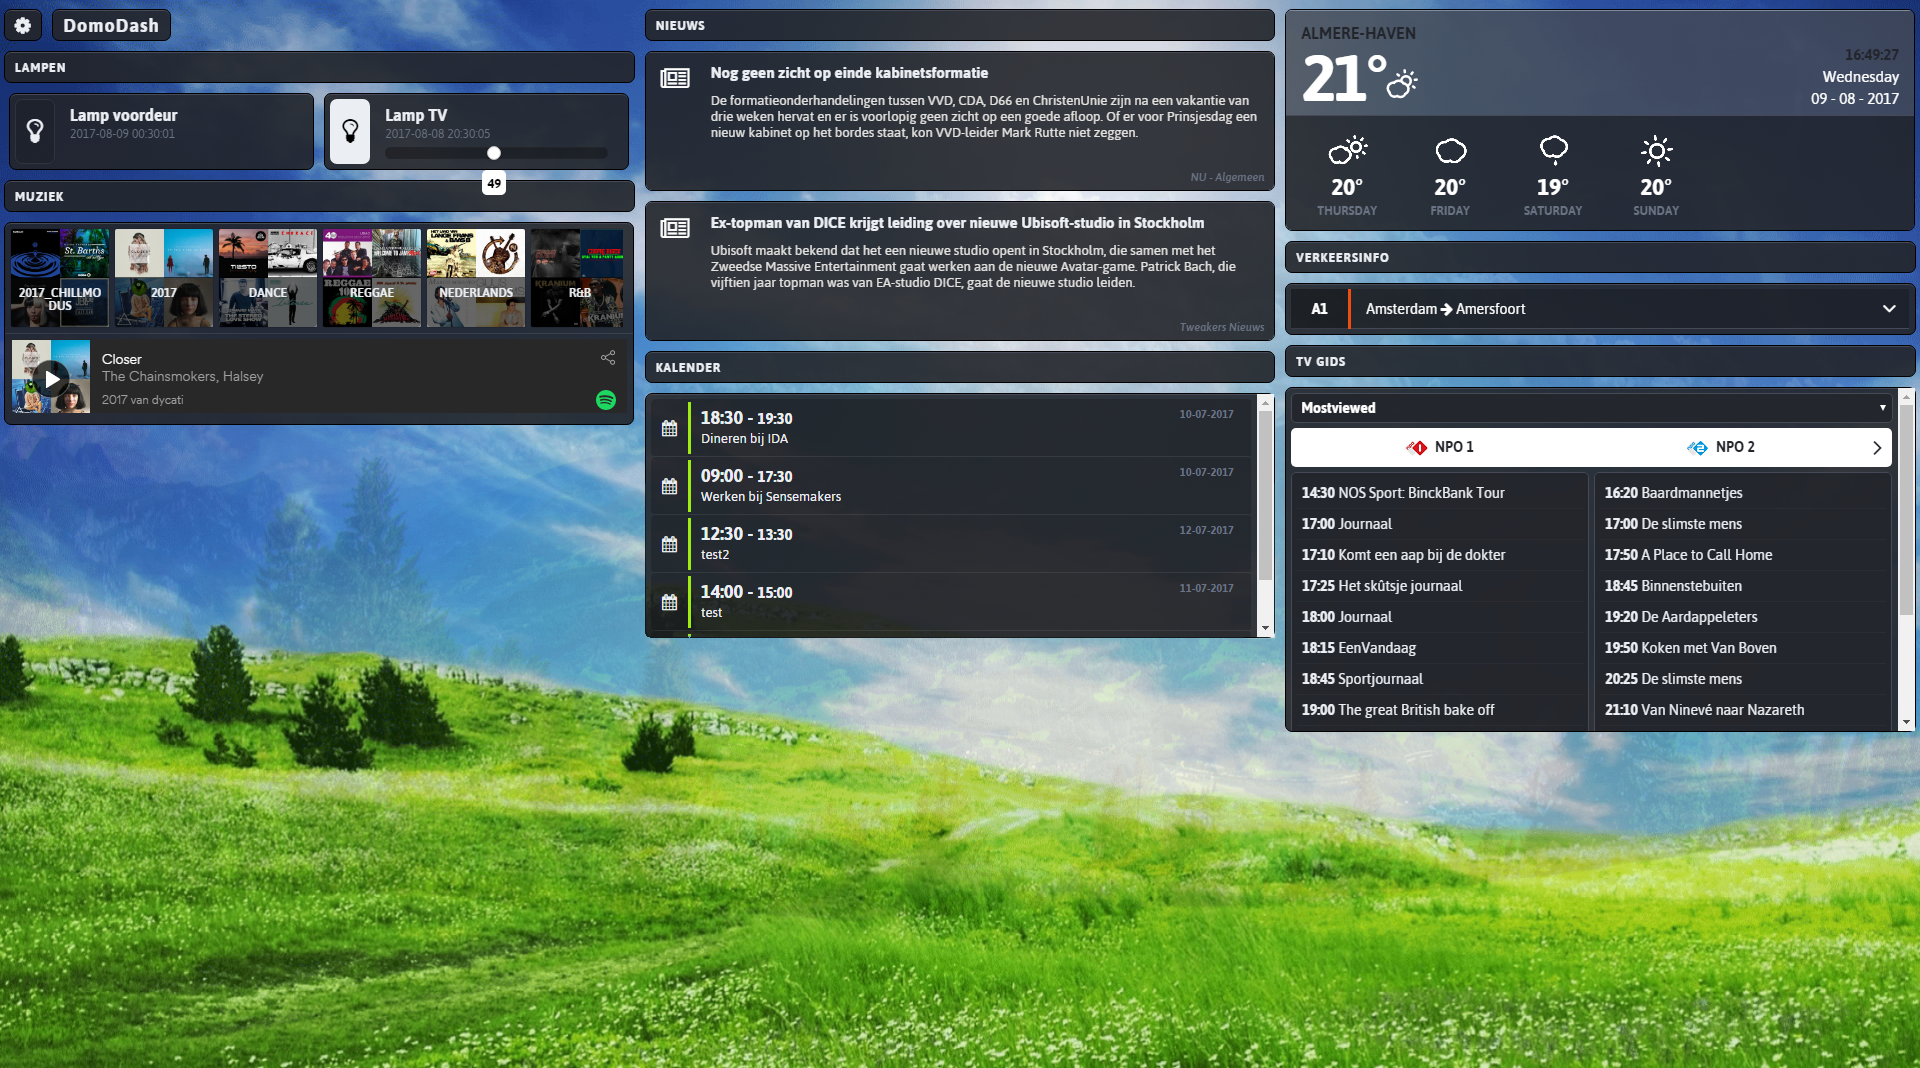 DomoDash
LAMPEN
Lamp voordeur
2017-08-09 00:30:01
Lamp TV
2017-08-08 20:30:05
49
MUZIEK
2017_CHILLMO
DUS
2017
DANCE
REGGAE
NEDERLANDS
R&B
St. Barths
TIËSTO
EMBRACE
Closer
The Chainsmokers, Halsey
2017 van dycati
NIEUWS
Nog geen zicht op einde kabinetsformatie
De formatieonderhandelingen tussen VVD, CDA, D66 en ChristenUnie zijn na een vakantie van
drie weken hervat en er is voorlopig geen zicht op een goede afloop. Of er voor Prinsjesdag een
nieuw kabinet op het bordes staat, kon VVD-leider Mark Rutte niet zeggen.
NU - Algemeen
Ex-topman van DICE krijgt leiding over nieuwe Ubisoft-studio in Stockholm
Ubisoft maakt bekend dat het een nieuwe studio opent in Stockholm, die samen met het
Zweedse Massive Entertainment gaat werken aan de nieuwe Avatar-game. Patrick Bach, die
vijftien jaar topman was van EA-studio DICE, gaat de nieuwe studio leiden.
Tweakers Nieuws
KALENDER
18:30 - 19:30
10-07-2017
Dineren bij IDA
09:00 - 17:30
10-07-2017
Werken bij Sensemakers
12:30 - 13:30
12-07-2017
test2
14:00 - 15:00
11-07-2017
test
ALMERE-HAVEN
21°
16:49:27
Wednesday
09 - 08 - 2017
20° 20° 19° 20°
THURSDAY FRIDAY SATURDAY SUNDAY
VERKEERSINFO
A1 Amsterdam → Amersfoort
TV GIDS
Mostviewed
NPO 1
NPO 2
14:30 NOS Sport: BinckBank Tour
17:00 Journaal
17:10 Komt een aap bij de dokter
17:25 Het skûtsje journaal
18:00 Journaal
18:15 EenVandaag
18:45 Sportjournaal
19:00 The great British bake off
16:20 Baardmannetjes
17:00 De slimste mens
17:50 A Place to Call Home
18:45 Binnenstebuiten
19:20 De Aardappeleters
19:50 Koken met Van Boven
20:25 De slimste mens
21:10 Van Ninevé naar Nazareth